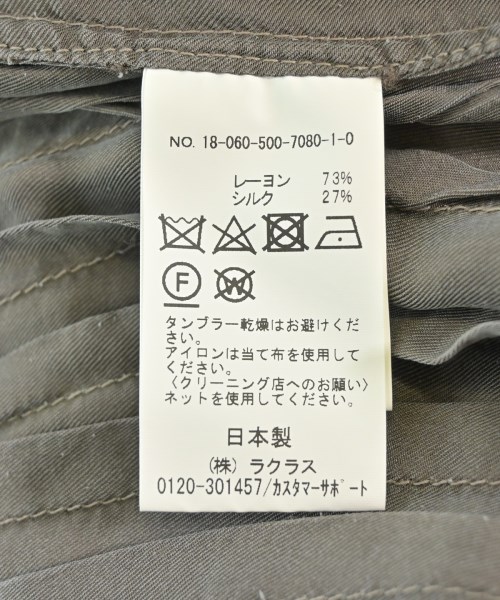 NO. 18-060-500-7080-1-0
レーヨン 73%
シルク 27%
F
W
タンブラー乾燥はお避けくだ
さい。
アイロンは当て布を使用して
ください。
〈クリーニング店へのお願い〉
ネットを使用してください。
日本製
(株) ラクラス
0120-301457/カスタマーサポート